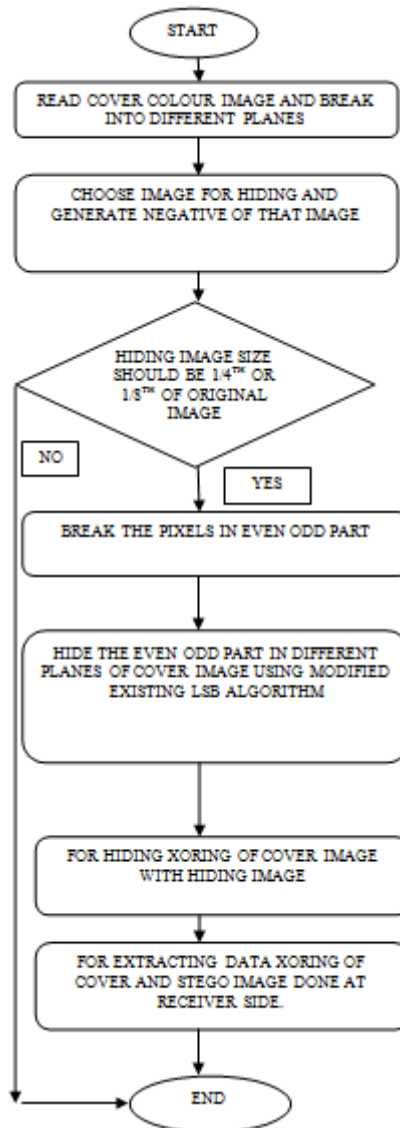 START
READ COVER COLOUR IMAGE AND BREAK
INTO DIFFERENT PLANES
CHOOSE IMAGE FOR HIDING AND
GENERATE NEGATIVE OF THAT IMAGE
HIDING IMAGE SIZE
SHOULD BE 1/4TH OR
1/8TH OF ORIGINAL
IMAGE
NO
YES
BREAK THE PIXELS IN EVEN ODD PART
HIDE THE EVEN ODD PART IN DIFFERENT
PLANES OF COVER IMAGE USING MODIFIED
EXISTING LSB ALGORITHM
FOR HIDING XORING OF COVER IMAGE
WITH HIDING IMAGE
FOR EXTRACTING DATA XORING OF
COVER AND STEGO IMAGE DONE AT
RECEIVER SIDE.
END